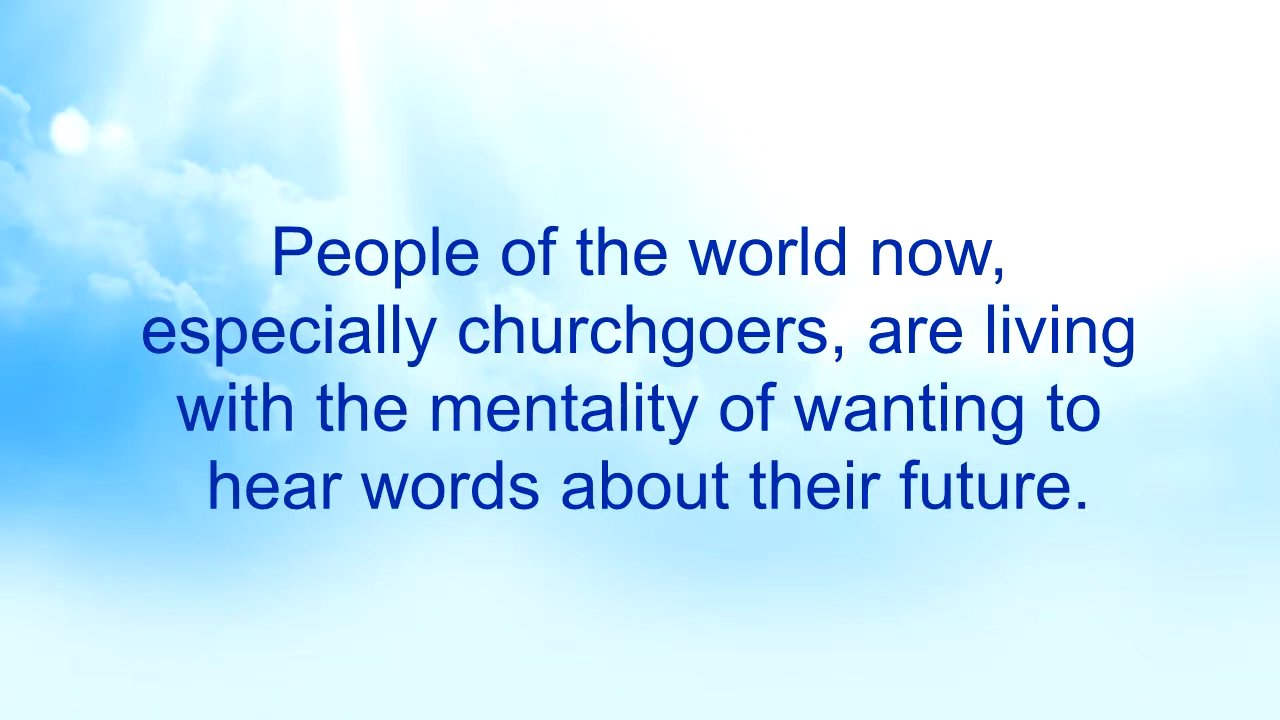 People of the world now,
especially churchgoers, are living
with the mentality of wanting to
hear words about their future.